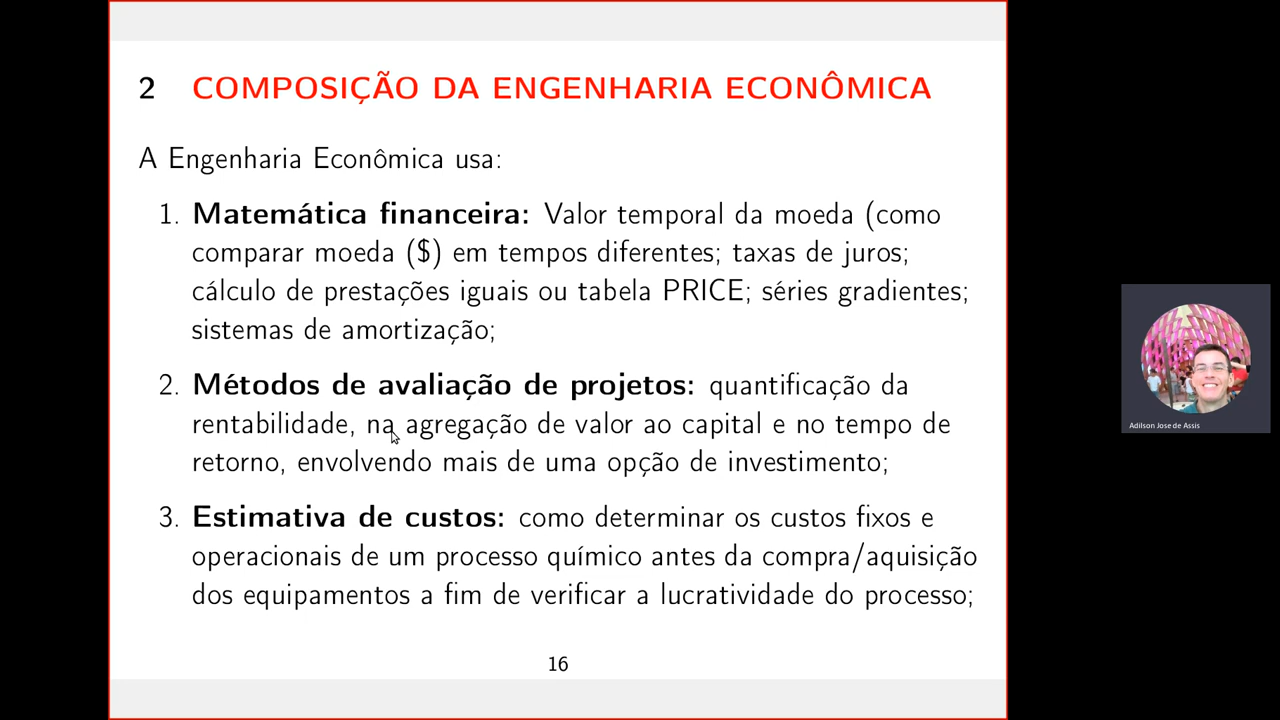 2 COMPOSIÇÃO DA ENGENHARIA ECONÔMICA
A Engenharia Econômica usa:
1. Matemática financeira: Valor temporal da moeda (como
comparar moeda ($) em tempos diferentes; taxas de juros;
cálculo de prestações iguais ou tabela PRICE; séries gradientes;
sistemas de amortização;
2. Métodos de avaliação de projetos: quantificação da
rentabilidade, na agregação de valor ao capital e no tempo de
retorno, envolvendo mais de uma opção de investimento;
3. Estimativa de custos: como determinar os custos fixos e
operacionais de um processo químico antes da compra/aquisição
dos equipamentos a fim de verificar a lucratividade do processo;
16
Adilson Jose de Assis